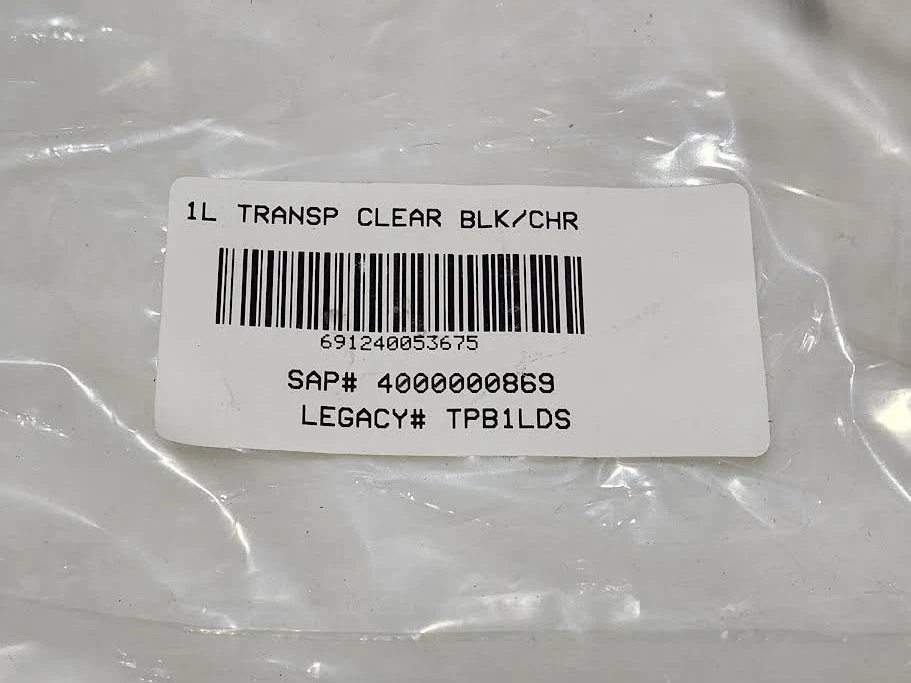 1L TRANSP CLEAR BLK/CHR
691240053675
SAP# 4000000869
LEGACY# TPB1LDS